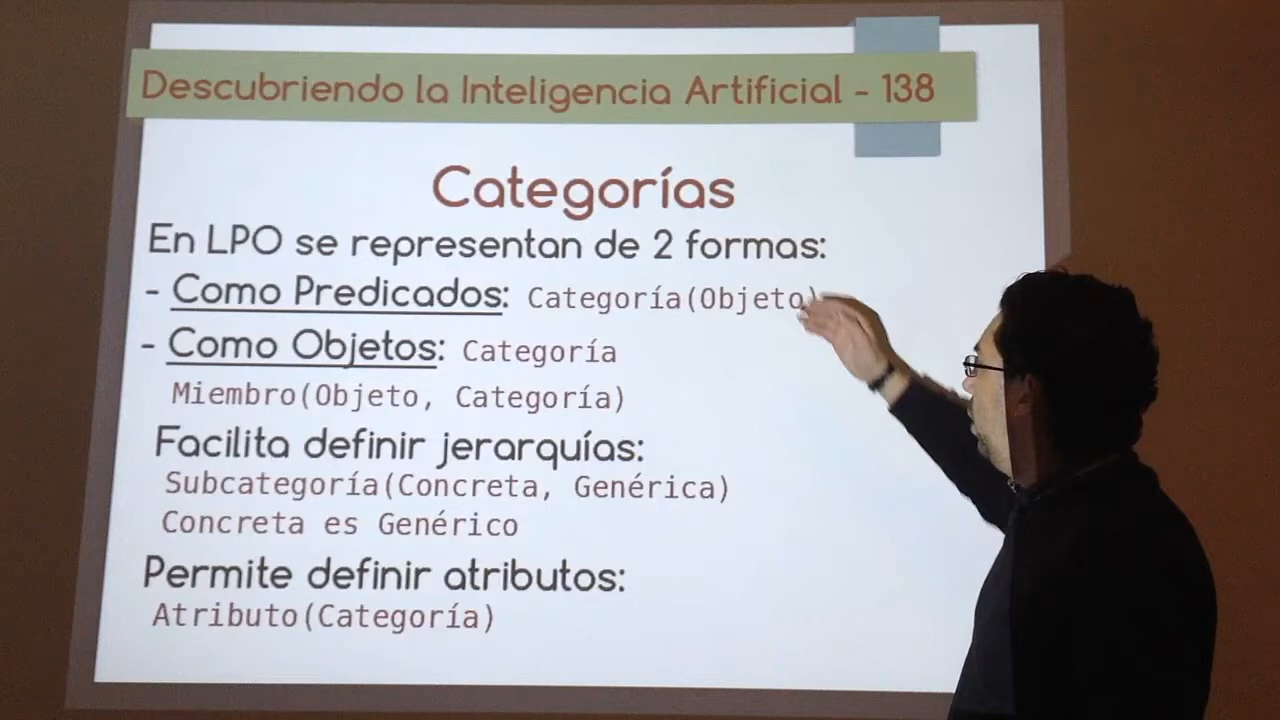 Descubriendo la Inteligencia Artificial - 138
Categorías
En LPO se representan de 2 formas:
- Como Predicados: Categoría(Objeto)
- Como Objetos: Categoría
Miembro(Objeto, Categoría)
Facilita definir jerarquías:
Subcategoría(Concreta, Genérica)
Concreta es Genérico
Permite definir atributos:
Atributo(Categoría)